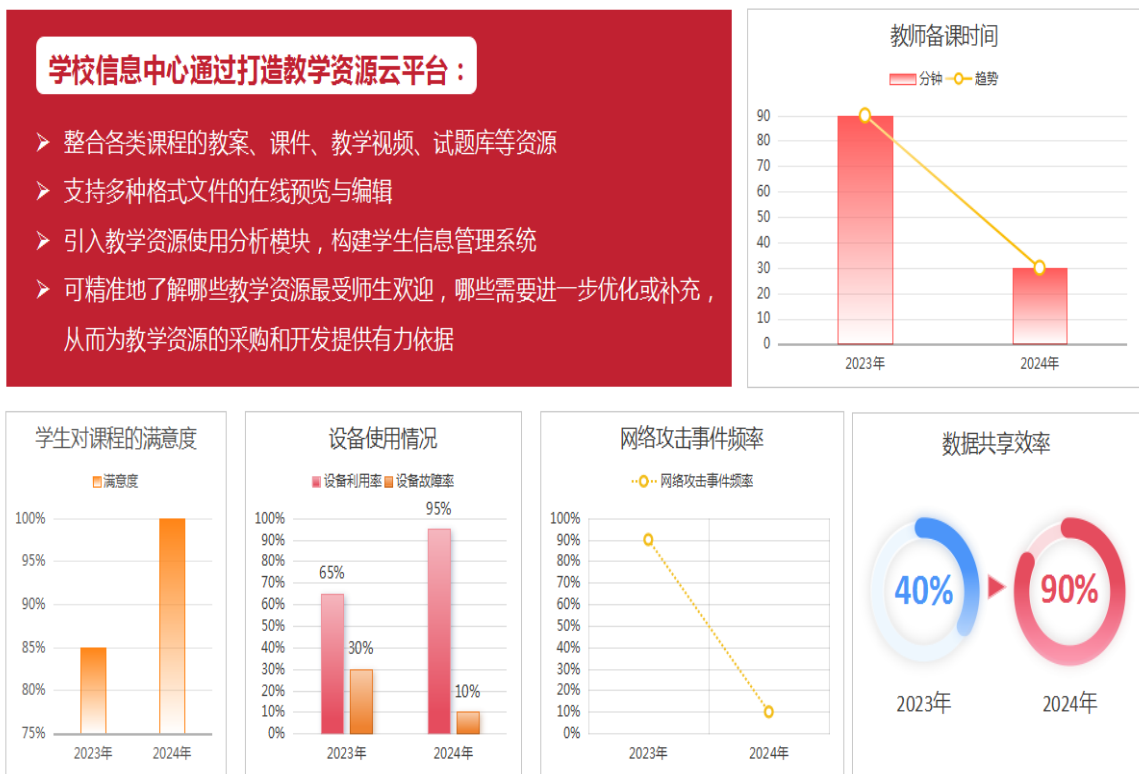 学校信息中心通过打造教学资源云平台：
整合各类课程的教案、课件、教学视频、试题库等资源
支持多种格式文件的在线预览与编辑
引入教学资源使用分析模块，构建学生信息管理系统
可精准地了解哪些教学资源最受师生欢迎，哪些需要进一步优化或补充，
从而为教学资源的采购和开发提供有力依据
教师备课时间
分钟 趋势
90
80
70
60
50
40
30
20
10
0
2023年 2024年
学生对课程的满意度
满意度
100%
95%
90%
85%
80%
75%
2023年 2024年
设备使用情况
设备利用率 设备故障率
100%
90%
80%
70%
60%
50%
40%
30%
20%
10%
0%
65%
30%
95%
10%
2023年 2024年
网络攻击事件频率
网络攻击事件频率
100%
90%
80%
70%
60%
50%
40%
30%
20%
10%
0%
2023年 2024年
数据共享效率
40% 90%
2023年 2024年